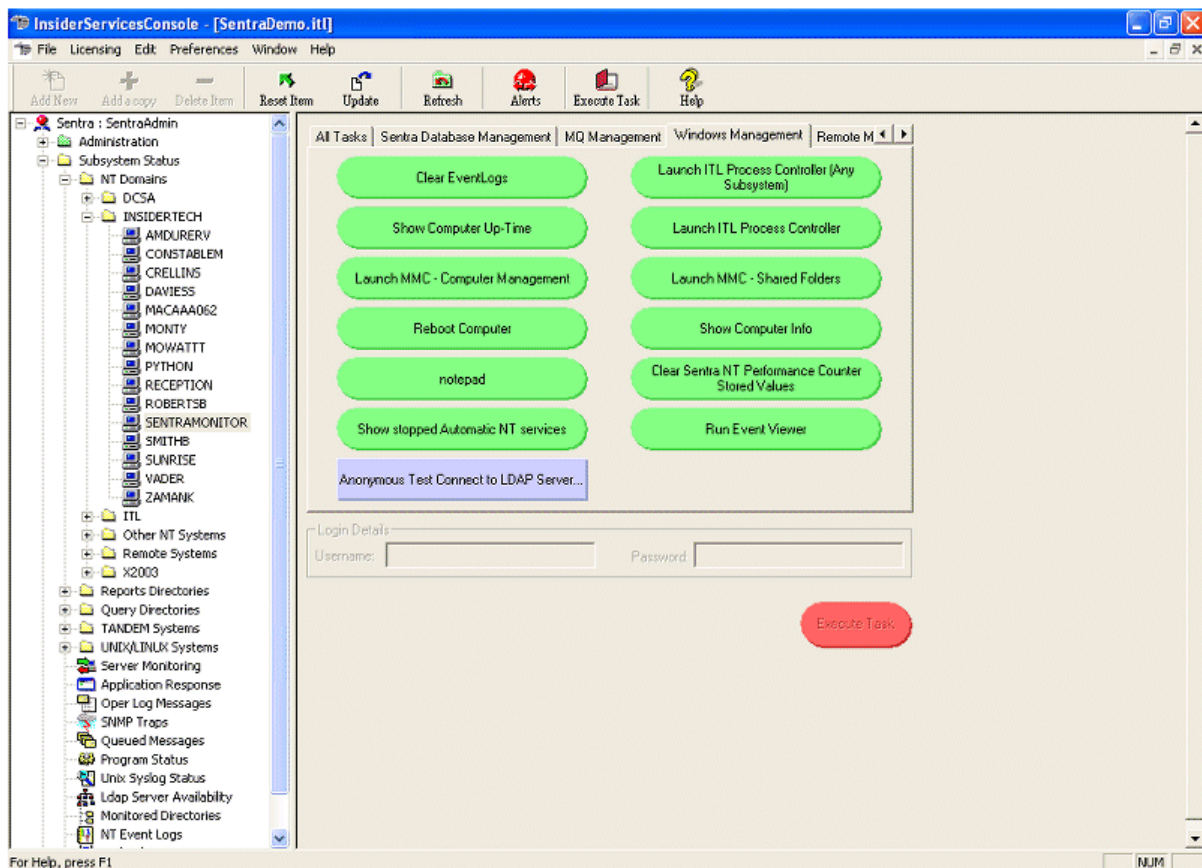 InsiderServicesConsole - [SentraDemo.itl]
File Licensing Edit Preferences Window Help
Add New Add a copy Delete Item Reset Item Update Refresh Alerts Execute Task Help
Sentra : SentraAdmin
Administration
Subsystem Status
NT Domains
DCSA
INSIDERTECH
AMDURERV
CONSTABLEM
CRELLINS
DAVIESS
MACAAA062
MONTY
MOWATTT
PYTHON
RECEPTION
ROBERTSB
SENTRAMONITOR
SMITHB
SUNRISE
VADER
ZAMANK
ITL
Other NT Systems
Remote Systems
X2003
Reports Directories
Query Directories
TANDEM Systems
UNIX/LINUX Systems
Server Monitoring
Application Response
Oper Log Messages
SNMP Traps
Queued Messages
Program Status
Unix Syslog Status
Ldap Server Availability
Monitored Directories
NT Event Logs
All Tasks Sentra Database Management MQ Management Windows Management Remote M
Clear EventLogs
Launch ITL Process Controller (Any
Subsystem)
Show Computer Up-Time
Launch ITL Process Controller
Launch MMC - Computer Management
Launch MMC - Shared Folders
Reboot Computer
Show Computer Info
notepad
Clear Sentra NT Performance Counter
Stored Values
Show stopped Automatic NT services
Run Event Viewer
Anonymous Test Connect to LDAP Server...
Login Details
Username: Password
Execute Task
For Help, press F1
NUM